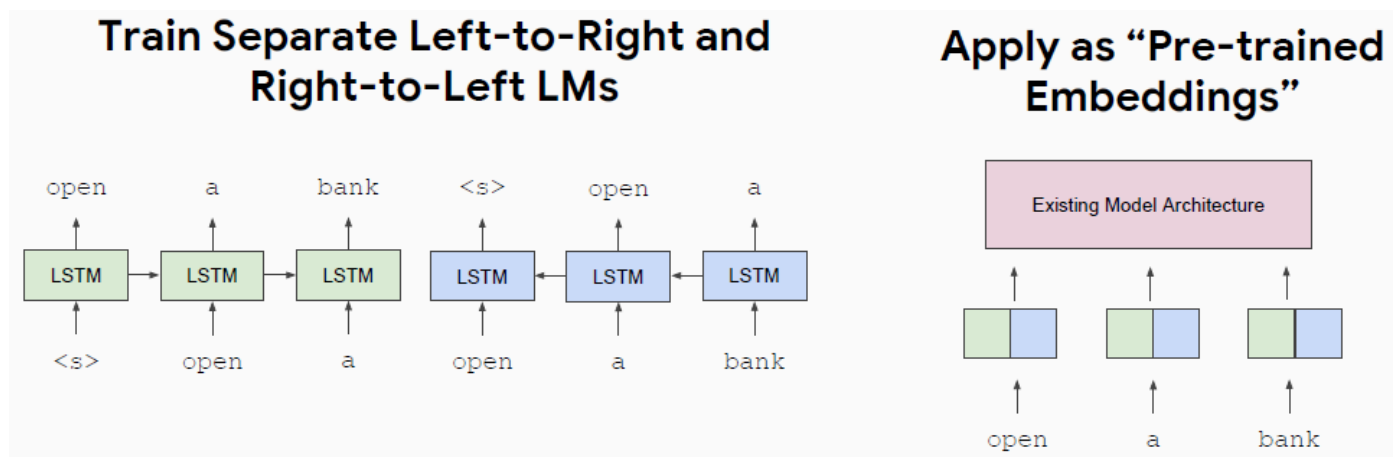 Train Separate Left-to-Right and
Right-to-Left LMs
open a bank
LSTM LSTM LSTM
<s> open a
<s> open a
LSTM LSTM LSTM
open a bank
Apply as “Pre-trained
Embeddings”
Existing Model Architecture
open a bank